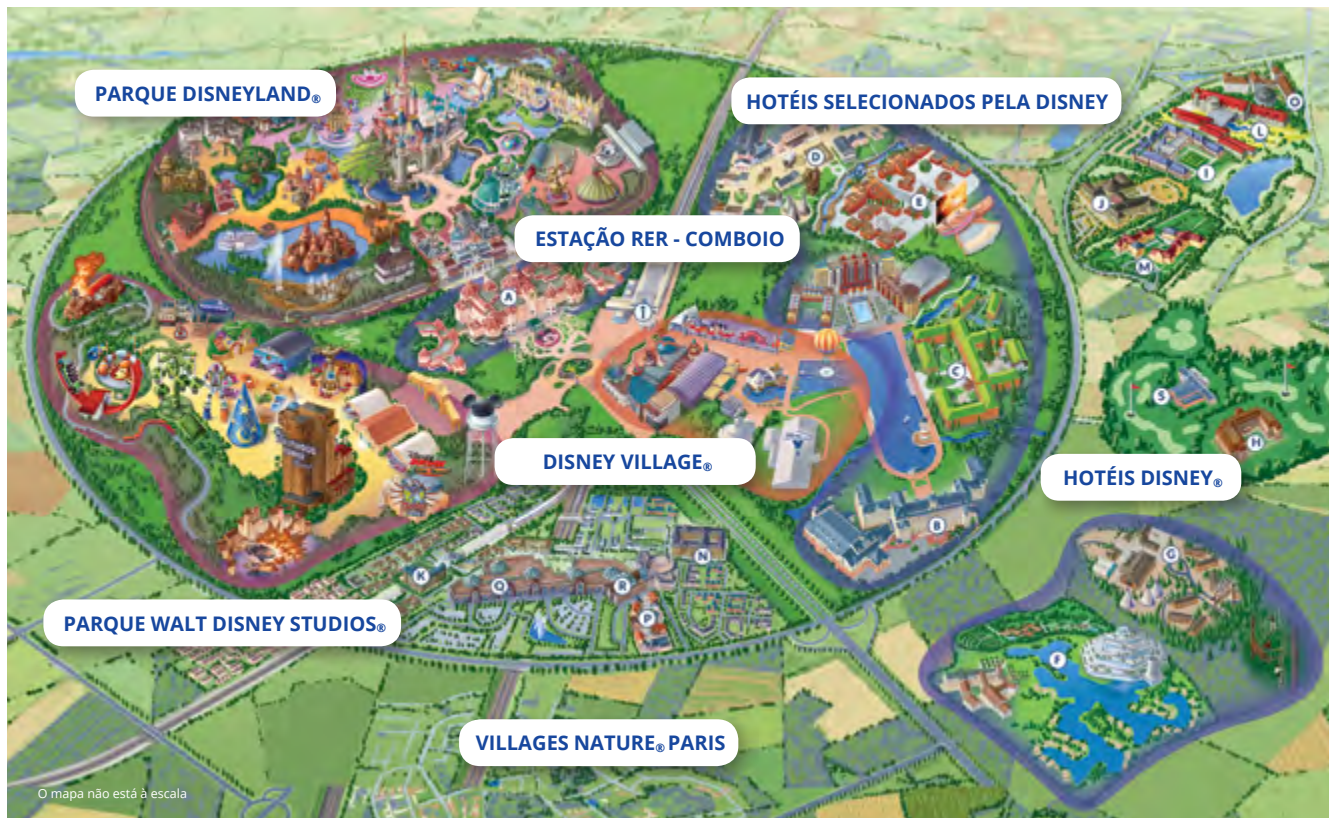 PARQUE DISNEYLAND®
HOTÉIS SELECIONADOS PELA DISNEY
O
L
D
I
E
J
ESTAÇÃO RER - COMBOIO
M
A
1
C
S
H
DISNEY VILLAGE®
HOTÉIS DISNEY®
B
N
G
K
Q
R
P
PARQUE WALT DISNEY STUDIOS®
F
VILLAGES NATURE® PARIS
O mapa não está à escala